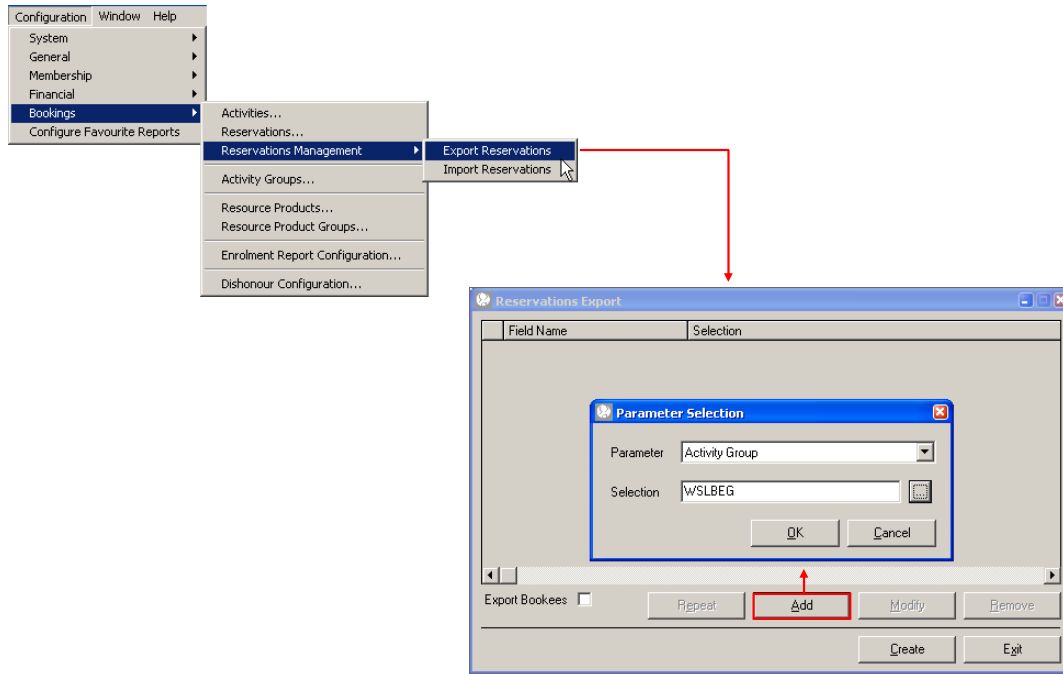 Configuration Window Help
System
General
Membership
Financial
Bookings
Configure Favourite Reports
Activities...
Reservations...
Reservations Management
Activity Groups...
Resource Products...
Resource Product Groups...
Enrolment Report Configuration...
Dishonour Configuration...
Export Reservations
Import Reservations
Reservations Export
Field Name Selection
Parameter Selection
Parameter Activity Group
Selection WSLBEG ...
OK Cancel
Export Bookees Repeat Add Modify Remove
Create Exit